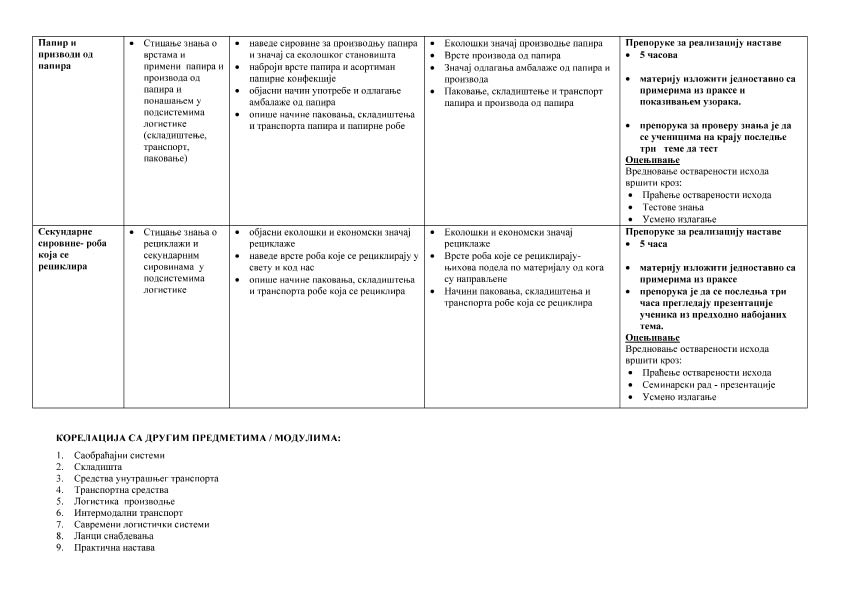 Папир и
призводи од
папира
• Стицање знања о
врстама и
примени папира и
производа од
папира и
понашањем у
подсистемима
логистике
(складиштење,
транспорт,
паковање)
• наведе сировине за производњу папира
и значај са еколошког становишта
• наброји врсте папира и асортиман
папирне конфекције
• објасни начин употребе и одлагање
амбалаже од папира
• опише начине паковања, складиштења
и транспорта папира и папирне робе
• Еколошки значај производње папира
• Врсте производа од папира
• Значај одлагања амбалаже од папира и
производа
• Паковање, складиштење и транспорт
папира и производа од папира
Препоруке за реализацију наставе
• 5 часова
• материју изложити једноставно са
примерима из праксе и
показивањем узорака.
• препорука за проверу знања је да
се ученицима на крају последње
три теме да тест
Оцењивање
Вредновање остварености исхода
вршити кроз:
• Праћење остварености исхода
• Тестове знања
• Усмено излагање
Секундарне
сировине- роба
која се
рециклира
• Стицање знања о
рециклажи и
секундарним
сировинама у
подсистемима
логистике
• објасни еколошки и економски значај
рециклаже
• наведе врсте роба које се рециклирају у
свету и код нас
• опише начине паковања, складиштења
и транспорта робе која се рециклира
• Еколошки и економски значај
рециклаже
• Врсте роба које се рециклирају-
њихова подела по материјалу од кога
су направљене
• Начини паковања, складиштења и
транспорта робе која се рециклира
Препоруке за реализацију наставе
• 5 часа
• материју изложити једноставно са
примерима из праксе
• препорука је да се последња три
часа прегледају презентације
ученика из предходно набојаних
тема.
Оцењивање
Вредновање остварености исхода
вршити кроз:
• Праћење остварености исхода
• Семинарски рад - презентације
• Усмено излагање
КОРЕЛАЦИЈА СА ДРУГИМ ПРЕДМЕТИМА / МОДУЛИМА:
1. Саобраћајни системи
2. Складишта
3. Средства унутрашњег транспорта
4. Транспортна средства
5. Логистика производње
6. Интермодални транспорт
7. Савремени логистички системи
8. Ланци снабдевања
9. Практична настава